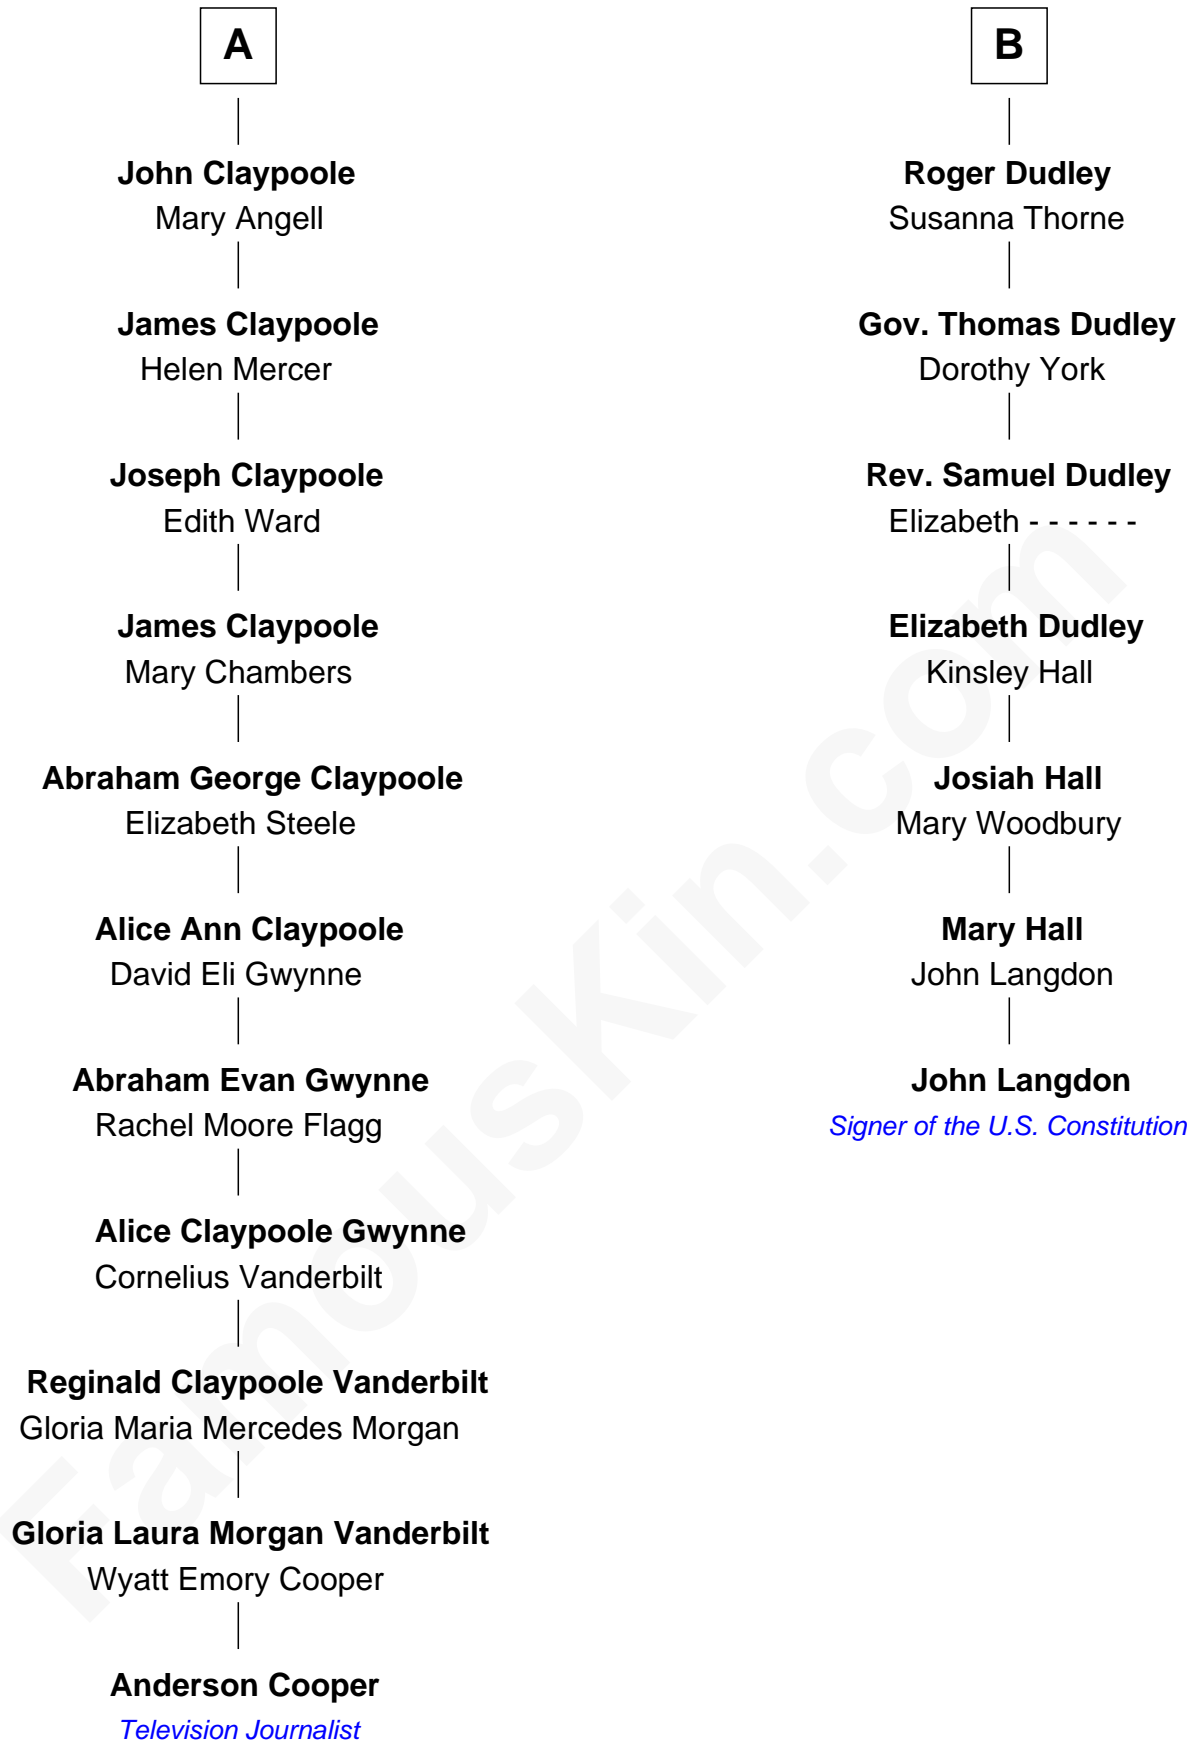 A
John Claypoole
Mary Angell
James Claypoole
Helen Mercer
Joseph Claypoole
Edith Ward
James Claypoole
Mary Chambers
Abraham George Claypoole
Elizabeth Steele
Alice Ann Claypoole
David Eli Gwynne
Abraham Evan Gwynne
Rachel Moore Flagg
Alice Claypoole Gwynne
Cornelius Vanderbilt
Reginald Claypoole Vanderbilt
Gloria Maria Mercedes Morgan
Gloria Laura Morgan Vanderbilt
Wyatt Emory Cooper
Anderson Cooper
Television Journalist
B
Roger Dudley
Susanna Thorne
Gov. Thomas Dudley
Dorothy York
Rev. Samuel Dudley
Elizabeth - - - - - -
Elizabeth Dudley
Kinsley Hall
Josiah Hall
Mary Woodbury
Mary Hall
John Langdon
John Langdon
Signer of the U.S. Constitution
FamousKin.com